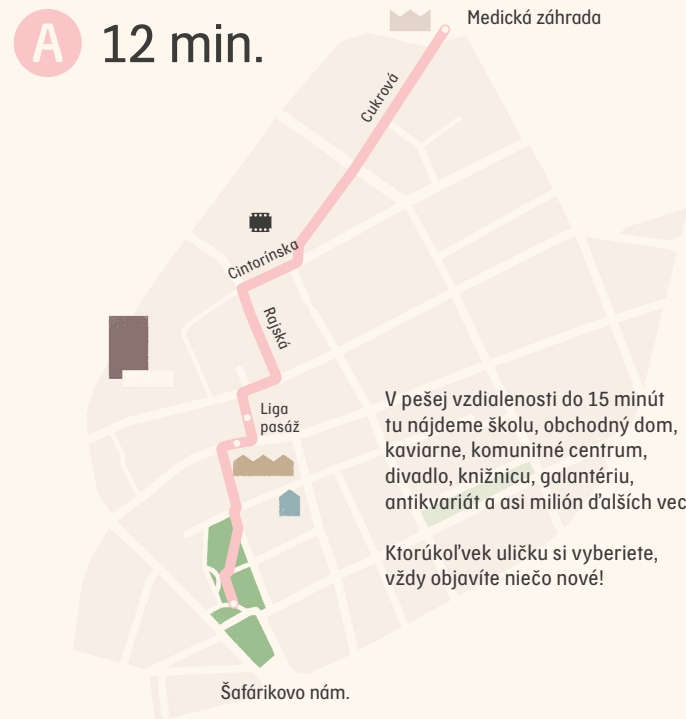 A 12 min.
Medická záhrada
Cukrová
Cintorínska
Rajská
Liga
pasáž
V pešej vzdialenosti do 15 minút
tu nájdeme školu, obchodný dom,
kaviarne, komunitné centrum,
divadlo, knižnicu, galantériu,
antikvariát a asi milión ďalších vec
Ktorúkoľvek uličku si vyberiete,
vždy objavíte niečo nové!
Šafárikovo nám.